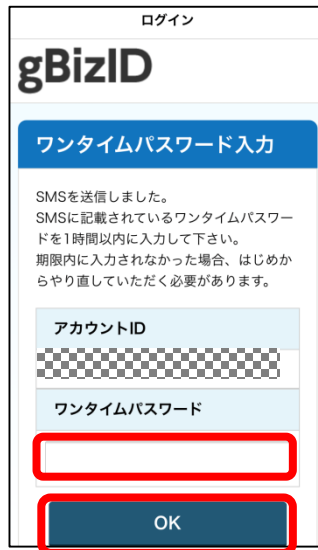 ログイン
gBizID
ワンタイムパスワード入力
SMSを送信しました。
SMSに記載されているワンタイムパスワー
ドを1時間以内に入力して下さい。
期限内に入力されなかった場合、はじめか
らやり直していただく必要があります。
アカウントID
ワンタイムパスワード
OK